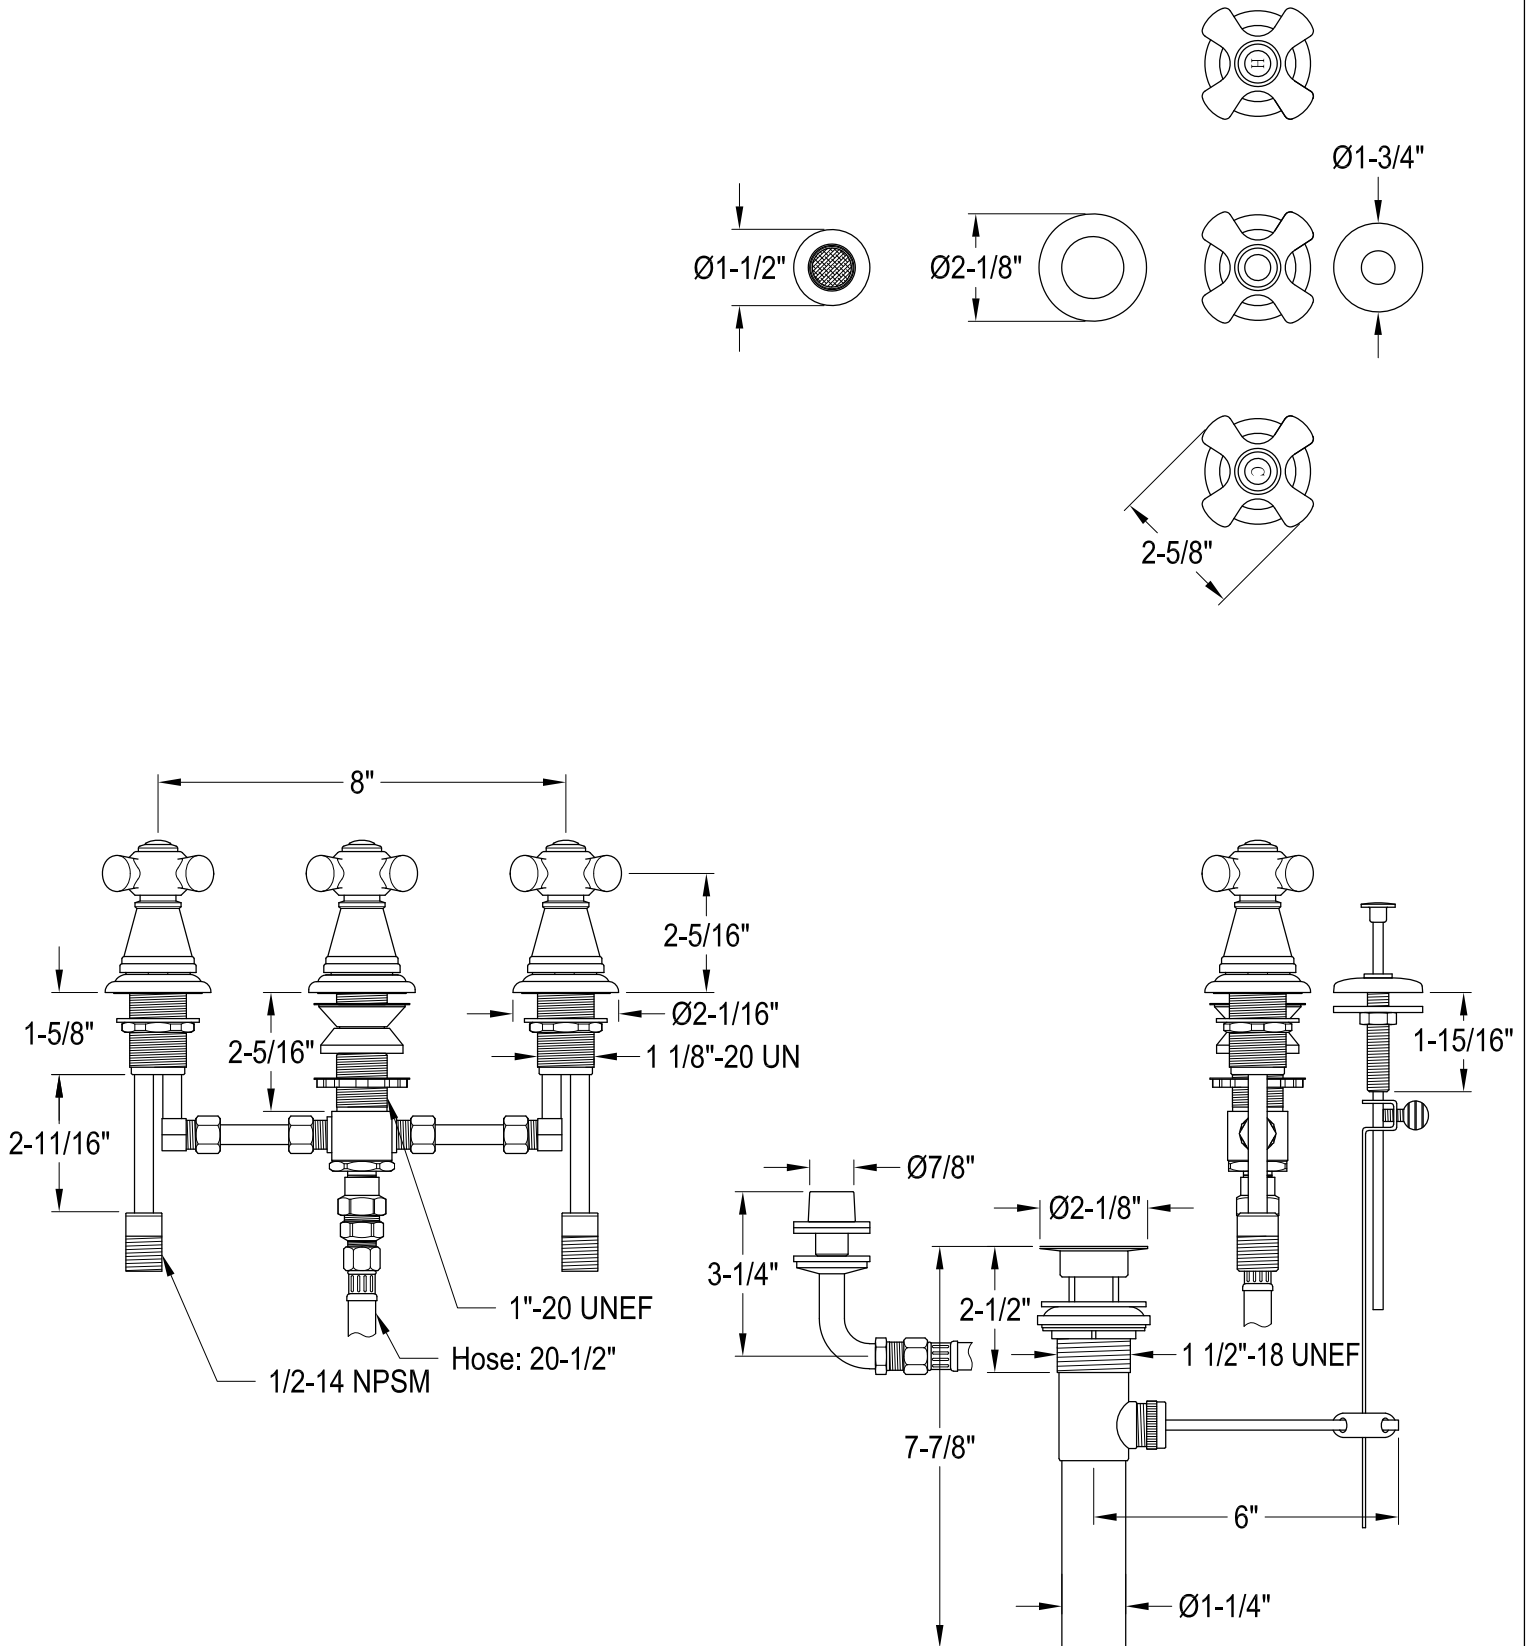 H
Ø1-3/4"
Ø1-1/2"
Ø2-1/8"
C
2-5/8"
8"
2-5/16"
1-5/8"
2-5/16"
Ø2-1/16"
1 1/8"-20 UN
1-15/16"
2-11/16"
Ø7/8"
Ø2-1/8"
3-1/4"
2-1/2"
1"-20 UNEF
Hose: 20-1/2"
1 1/2"-18 UNEF
1/2-14 NPSM
7-7/8"
6"
Ø1-1/4"